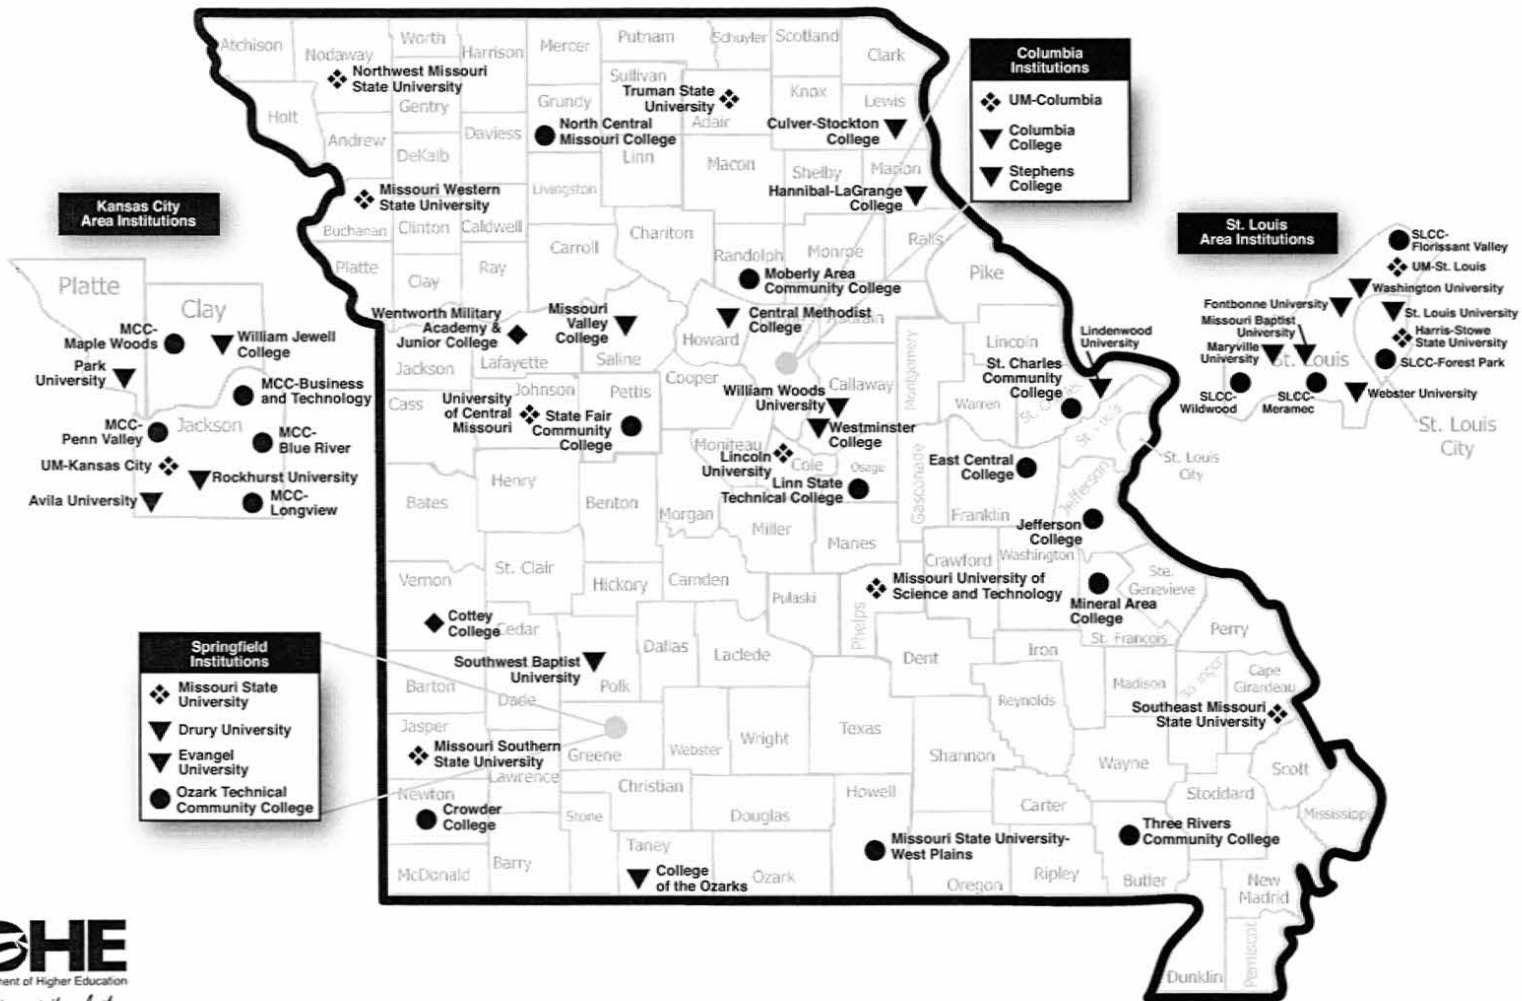 Atchison
Nodaway
Worth
Harrison
Mercer
Putnam
Schuyler
Scotland
Clark
Northwest Missouri
State University
Holt
Gentry
Grundy
Sullivan
Truman State
University
Adair
Knox
Lewis
Andrew
DeKalb
Daviess
North Central
Missouri College
Linn
Macon
Culver-Stockton
College
Shelby
Marion
Hannibal-LaGrange
College
Missouri Western
State University
Livingston
Buchanan
Clinton
Caldwell
Carroll
Chariton
Randolph
Monroe
Ralls
Pike
Platte
Clay
Ray
Moberly Area
Community College
Columbia
Institutions
UM-Columbia
Columbia
College
Stephens
College
Kansas City
Area Institutions
Platte
Clay
MCC-
Maple Woods
William Jewell
College
Park
University
MCC-Business
and Technology
MCC-
Penn Valley
Jackson
MCC-
Blue River
UM-Kansas City
Rockhurst University
Avila University
MCC-
Longview
St. Louis
Area Institutions
SLCC-
Florissant Valley
UM-St. Louis
Washington University
Fontbonne University
St. Louis University
Missouri Baptist
University
Harris-Stowe
State University
Maryville
University
St. Louis
SLCC-Forest Park
SLCC-
Wildwood
SLCC-
Meramec
Webster University
St. Louis
City
Wentworth Military
Academy &
Junior College
Missouri
Valley
College
Central Methodist
College
Audrain
Howard
Jackson
Lafayette
Saline
Cooper
Montgomery
Lincoln
Lindenwood
University
St. Charles
Community
College
St. Charles
Cass
Johnson
Pettis
University
of Central
Missouri
State Fair
Community
College
William Woods
University
Callaway
Warren
Westminster
College
St. Louis
St. Louis
City
Moniteau
Lincoln
University
Cole
Osage
Gasconade
East Central
College
Linn State
Technical College
Franklin
Jefferson
Jefferson
College
Bates
Henry
Benton
Morgan
Miller
Maries
Crawford
Washington
Vernon
St. Clair
Hickory
Camden
Pulaski
Phelps
Missouri University of
Science and Technology
Mineral Area
College
Ste.
Genevieve
St. François
Perry
Cottey
College
Cedar
Southwest Baptist
University
Polk
Dallas
Laclede
Dent
Iron
Reynolds
Madison
Cape
Girardeau
Southeast Missouri
State University
Springfield
Institutions
Missouri State
University
Drury University
Evangel
University
Ozark Technical
Community College
Barton
Dade
Jasper
Missouri Southern
State University
Greene
Webster
Wright
Texas
Shannon
Wayne
Scott
Lawrence
Newton
Crowder
College
Christian
Stone
Douglas
Howell
Carter
Stoddard
Mississippi
Three Rivers
Community College
Missouri State University-
West Plains
McDonald
Barry
Taney
College
of the Ozarks
Ozark
Oregon
Ripley
Butler
New
Madrid
Dunklin
Pemiscot
HE
of Higher Education